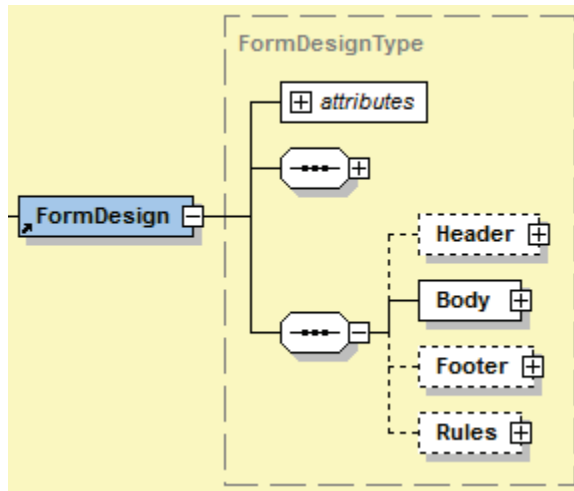 FormDesignType
attributes
FormDesign
Header
Body
Footer
Rules